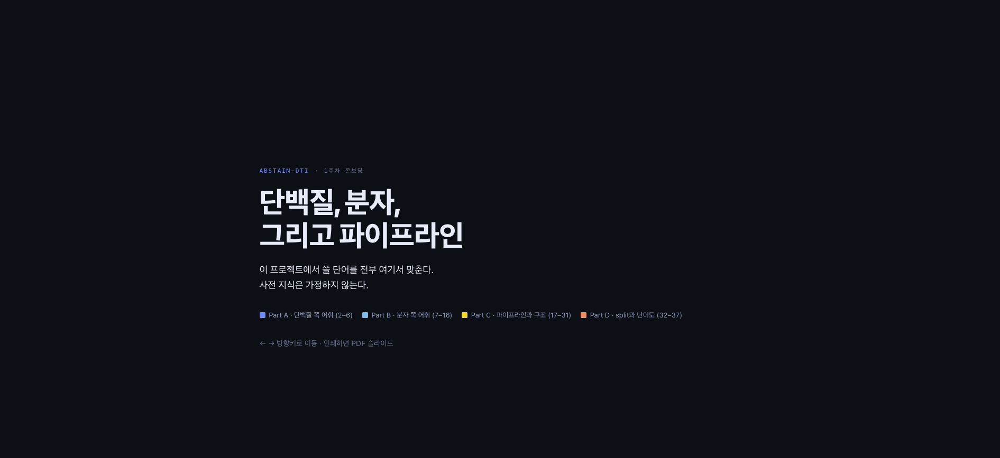 ABSTAIN-DTI · 1주차 온보딩
단백질, 분자,
그리고 파이프라인
이 프로젝트에서 쓸 단어를 전부 여기서 맞춘다.
사전 지식은 가정하지 않는다.
Part A · 단백질 쪽 어휘 (2–6) Part B · 분자 쪽 어휘 (7–16) Part C · 파이프라인과 구조 (17–31) Part D · split과 난이도 (32–37)
← → 방향키로 이동 · 인쇄하면 PDF 슬라이드